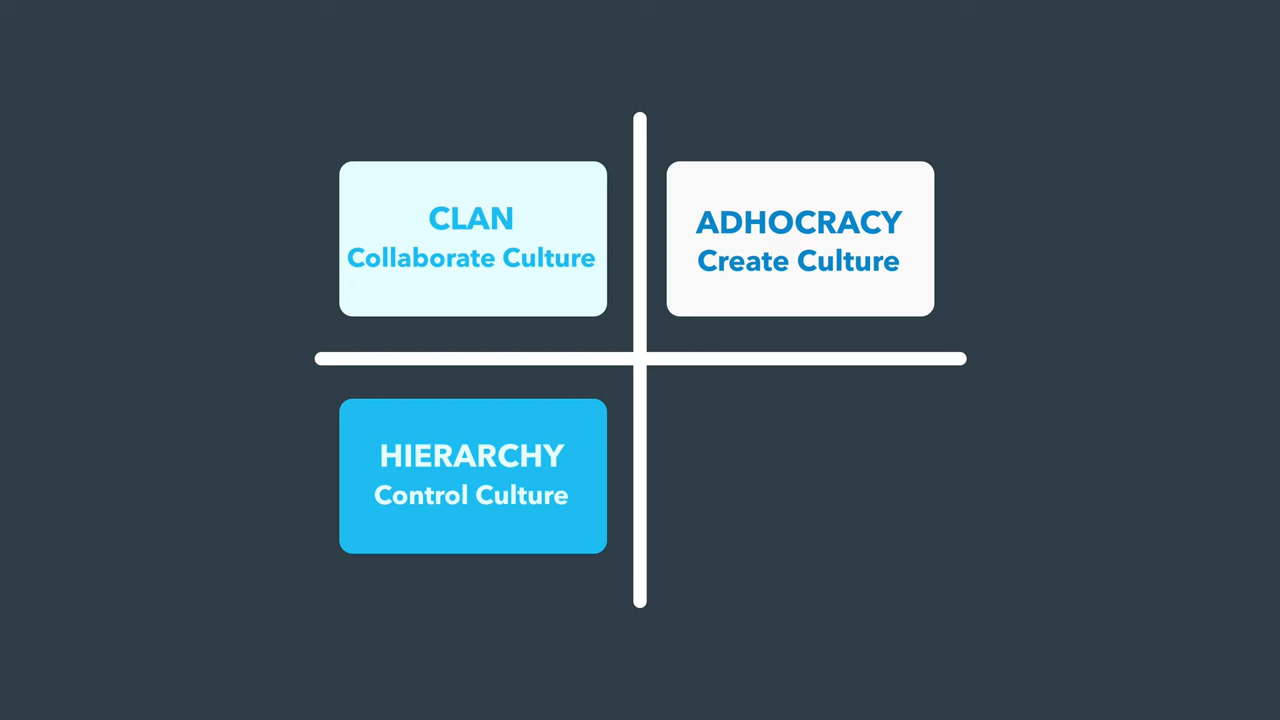 CLAN
Collaborate Culture
ADHOCRACY
Create Culture
HIERARCHY
Control Culture